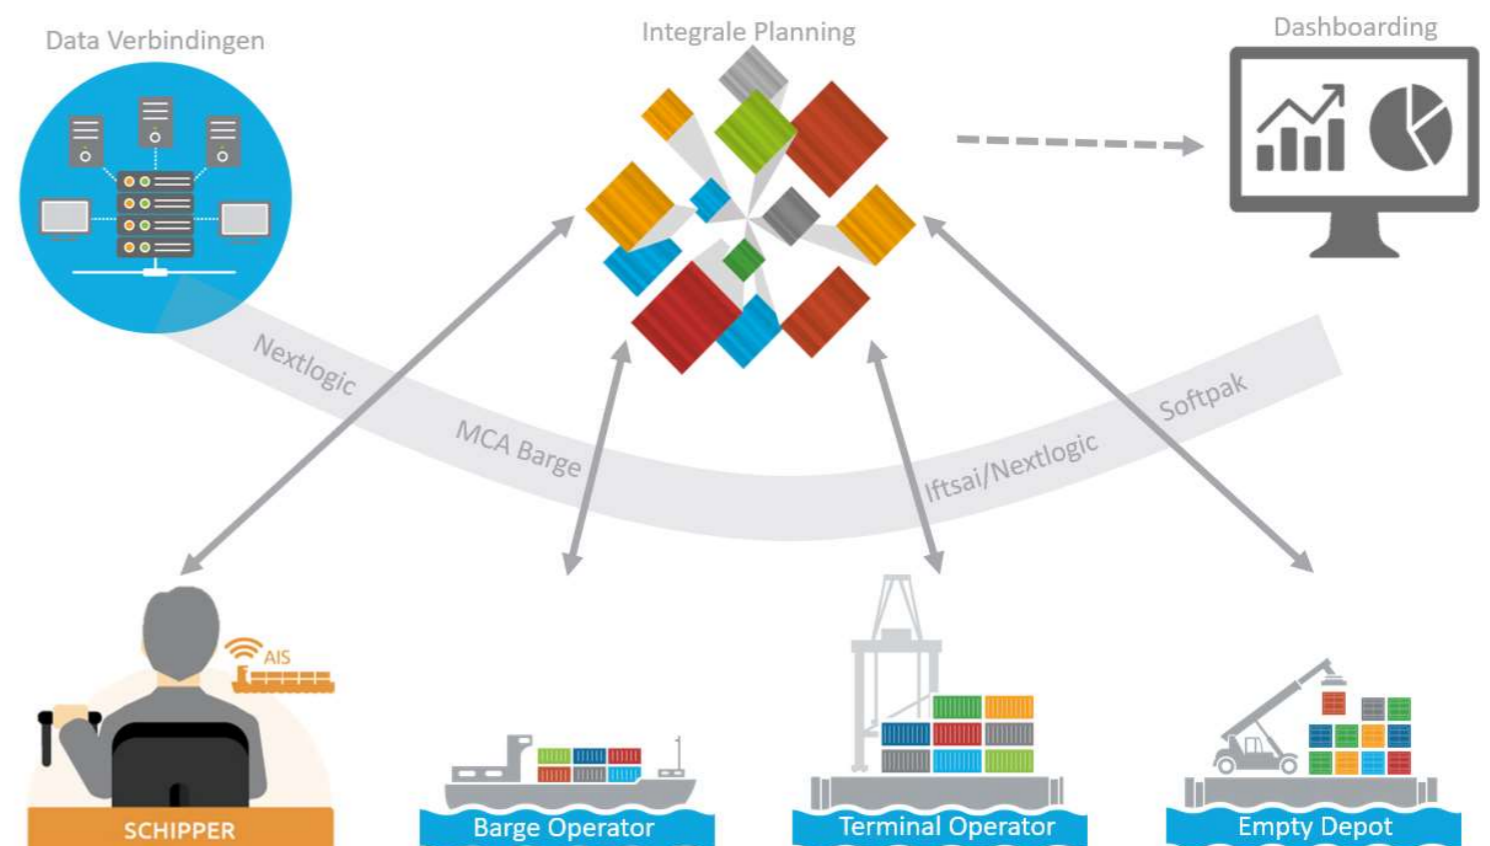 Data Verbindingen
Integrale Planning
Dashboarding
Nextlogic
MCA Barge
Iftsai/Nextlogic
Softpak
AIS
SCHIPPER
Barge Operator
Terminal Operator
Empty Depot